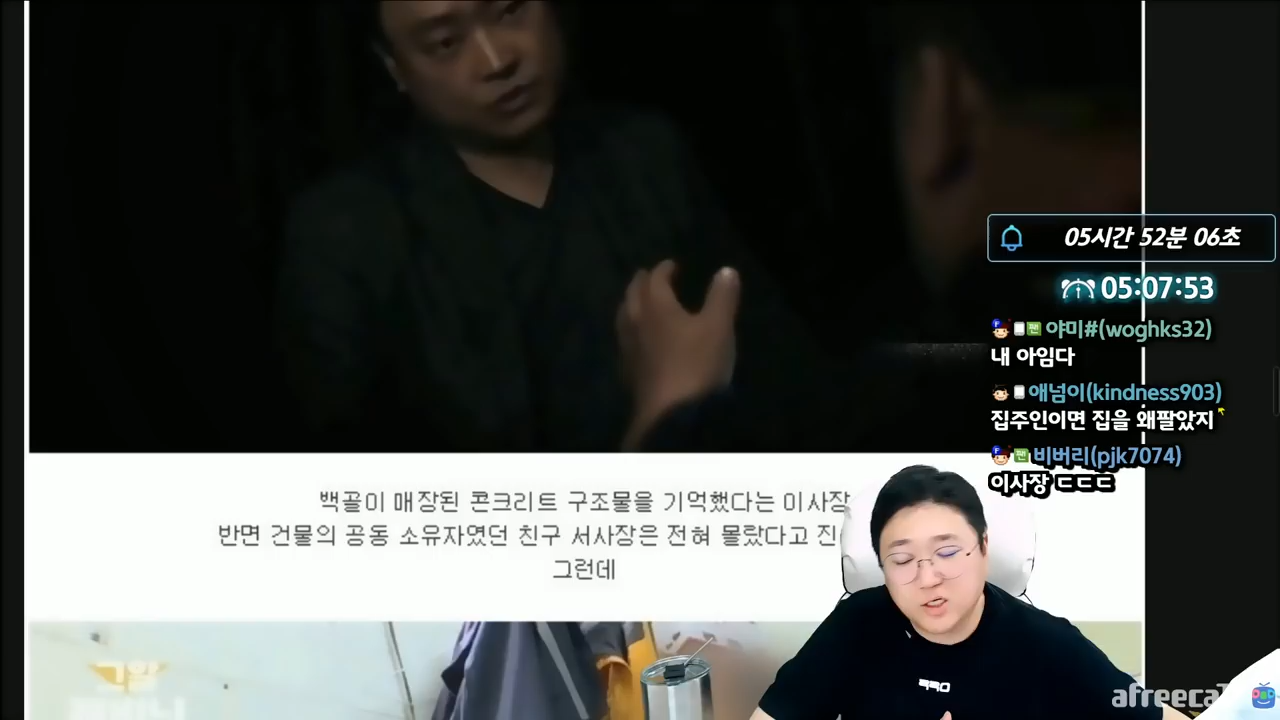 05시간 52분 06초
05:07:53
야미#(woghks32)
내 아임다
애넘이(kindness903)
집주인이면 집을 왜팔았지
비버리(pjk7074)
이사장 ㄷㄷㄷ
백골이 매장된 콘크리트 구조물을 기억했다는 이사장
반면 건물의 공동 소유자였던 친구 서사장은 전혀 몰랐다고
그런데
그알
afreeca